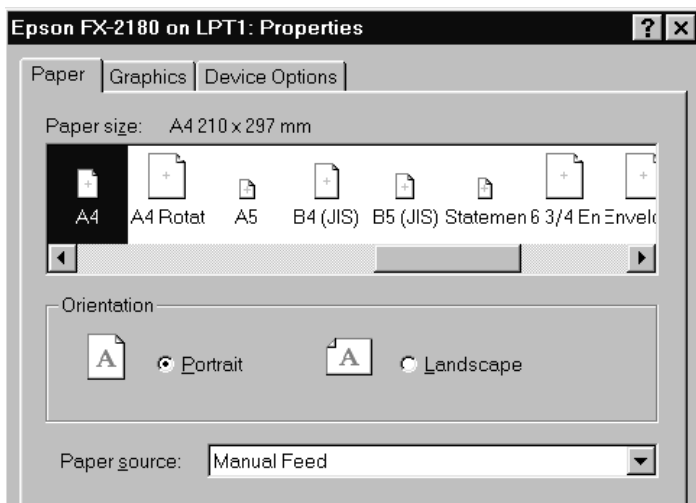 Epson FX-2180 on LPT1: Properties
Paper Graphics Device Options
Paper size: A4 210 x 297 mm
A4 A4 Rotat A5 B4 (JIS) B5 (JIS) Statemen 6 3/4 En Envelo
Orientation
A Portrait A Landscape
Paper source: Manual Feed